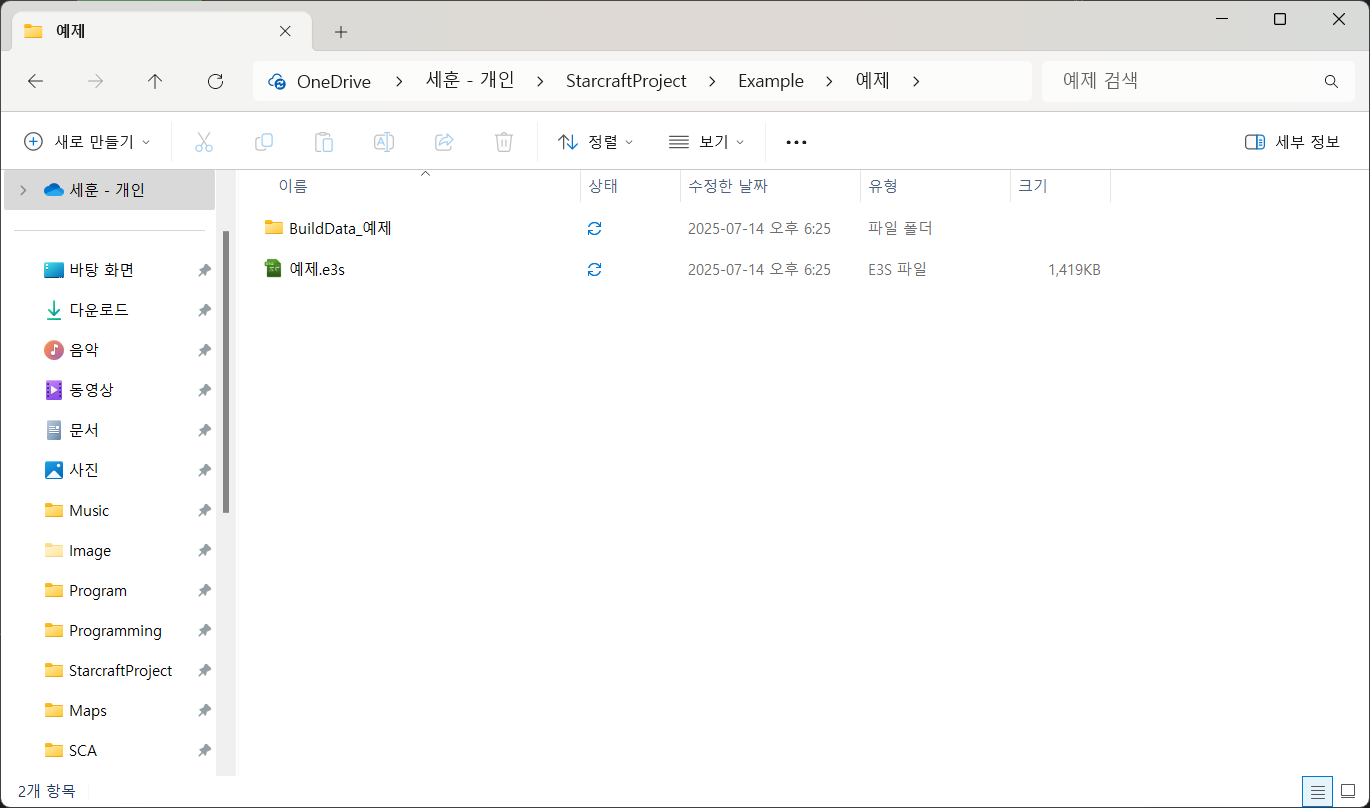 예제
OneDrive > 세훈 - 개인 > StarcraftProject > Example > 예제 >
예제 검색
새로 만들기
정렬
보기
세부 정보
세훈 - 개인
바탕 화면
다운로드
음악
동영상
문서
사진
Music
Image
Program
Programming
StarcraftProject
Maps
SCA
이름 상태 수정한 날짜 유형 크기
BuildData_예제 2025-07-14 오후 6:25 파일 폴더
예제.e3s 2025-07-14 오후 6:25 E3S 파일 1,419KB
2개 항목